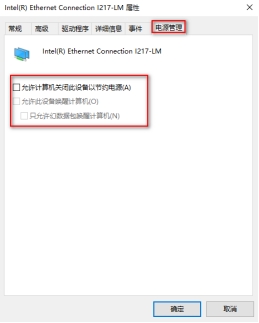 Intel(R) Ethernet Connection I217-LM 属性
常规 高级 驱动程序 详细信息 事件 电源管理
Intel(R) Ethernet Connection I217-LM
允许计算机关闭此设备以节约电源(A)
允许此设备唤醒计算机(O)
只允许幻数据包唤醒计算机(N)
确定 取消